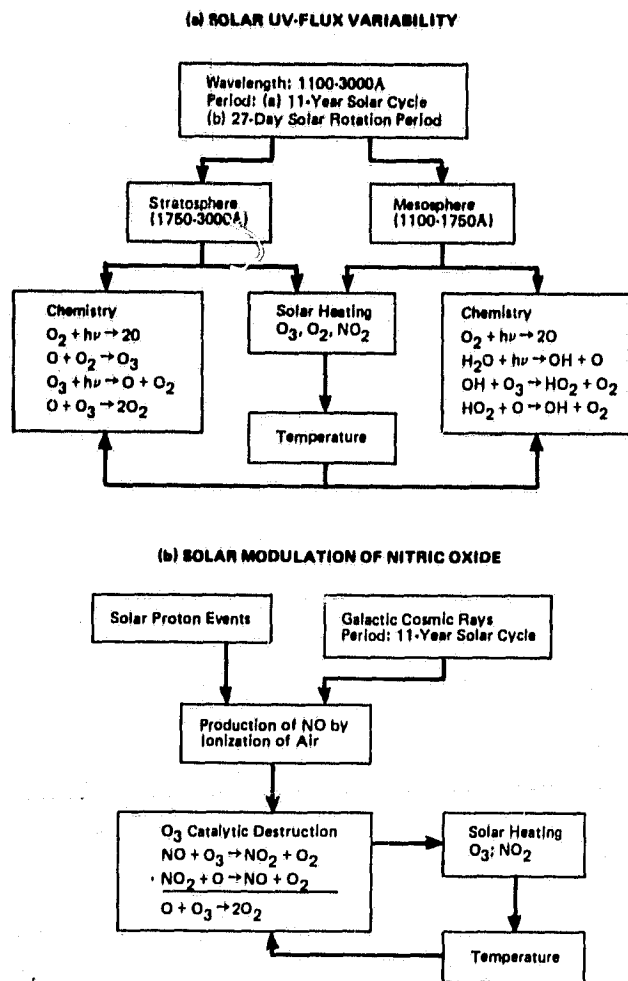 (a) SOLAR UV-FLUX VARIABILITY
Wavelength: 1100-3000A
Period: (a) 11-Year Solar Cycle
(b) 27-Day Solar Rotation Period
Stratosphere
(1750-3000A)
Mesosphere
(1100-1750A)
Chemistry
O₂ + hν → 2O
O + O₂ → O₃
O₃ + hν → O + O₂
O + O₃ → 2O₂
Solar Heating
O₃, O₂, NO₂
Chemistry
O₂ + hν → 2O
H₂O + hν → OH + O
OH + O₃ → HO₂ + O₂
HO₂ + O → OH + O₂
Temperature
(b) SOLAR MODULATION OF NITRIC OXIDE
Solar Proton Events
Galactic Cosmic Rays
Period: 11-Year Solar Cycle
Production of NO by
Ionization of Air
O₃ Catalytic Destruction
NO + O₃ → NO₂ + O₂
NO₂ + O → NO + O₂
O + O₃ → 2O₂
Solar Heating
O₃; NO₂
Temperature